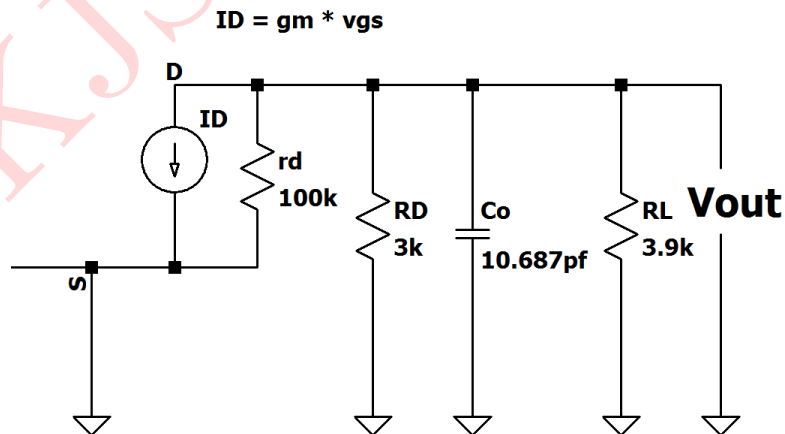 ID = gm * vgs
D
ID
rd
100k
RD
3k
Co
10.687pf
RL
3.9k
Vout
S